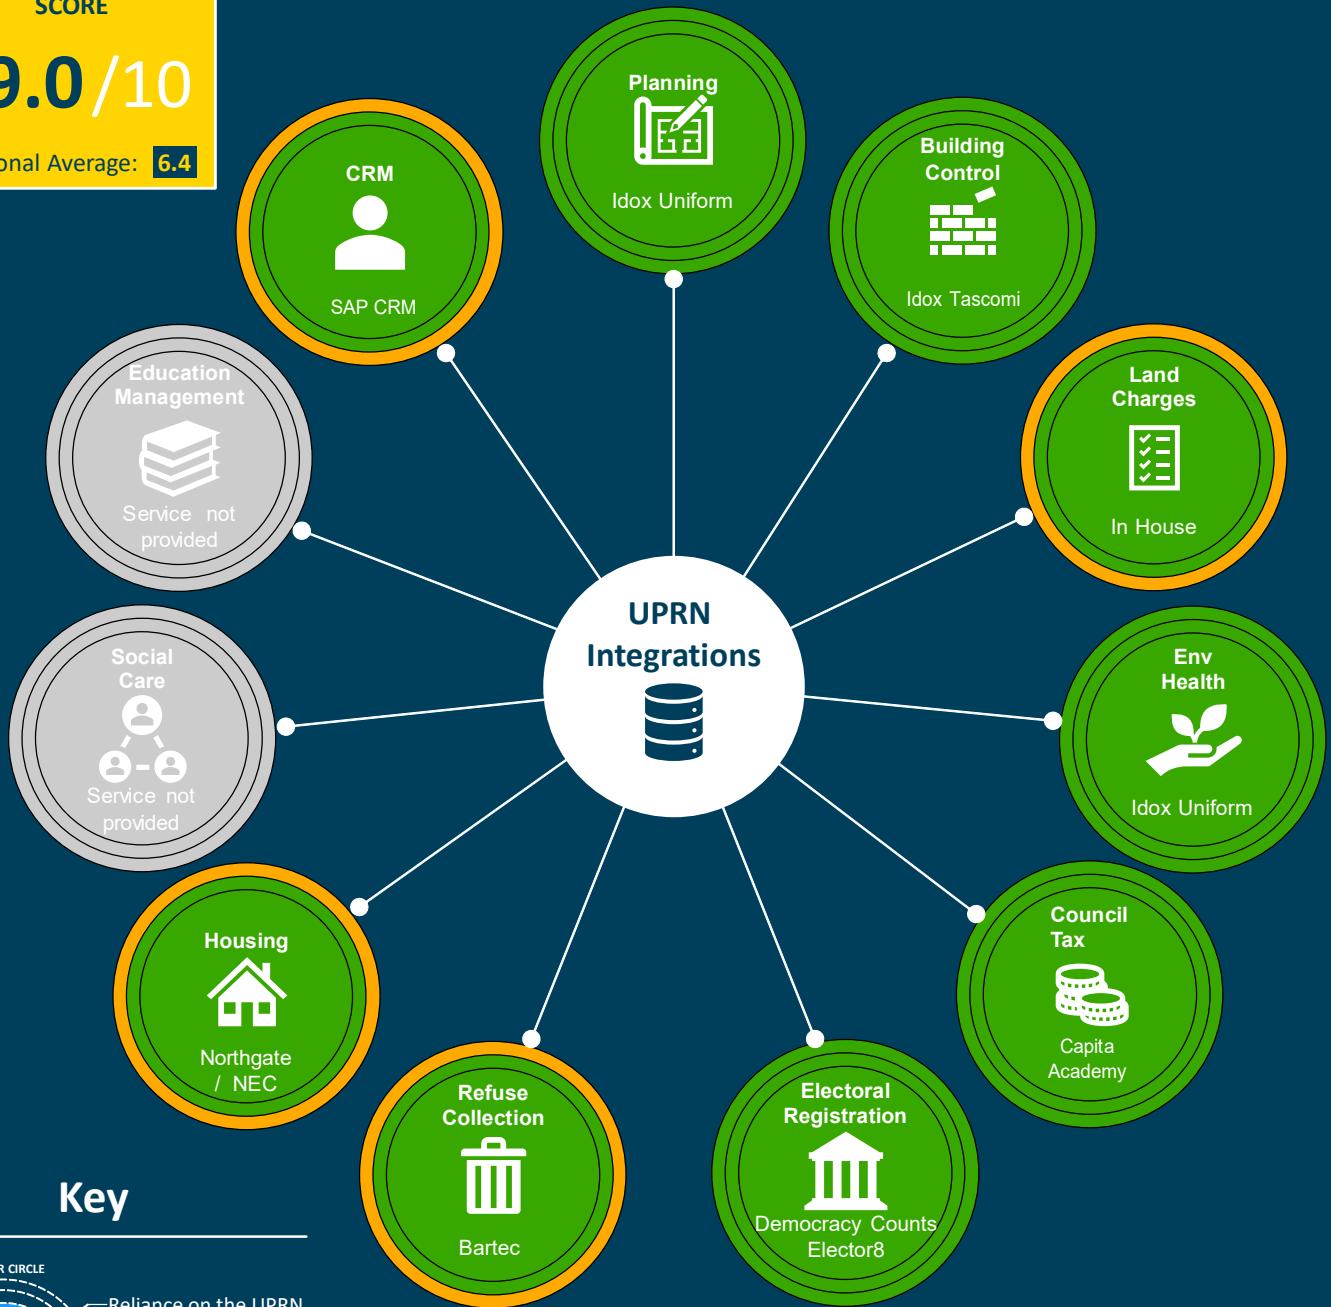 SCORE
9.0/10
onal Average: 6.4
Planning
Idox Uniform
Building
Control
Idox Tascomi
CRM
SAP CRM
Land
Charges
In House
Education
Management
Service not
provided
UPRN
Integrations
Social
Care
Service not
provided
Env
Health
Idox Uniform
Housing
Northgate
/ NEC
Council
Tax
Capita
Academy
Refuse
Collection
Bartec
Electoral
Registration
Democracy Counts
Elector8
Key
R CIRCLE
Reliance on the UPRN